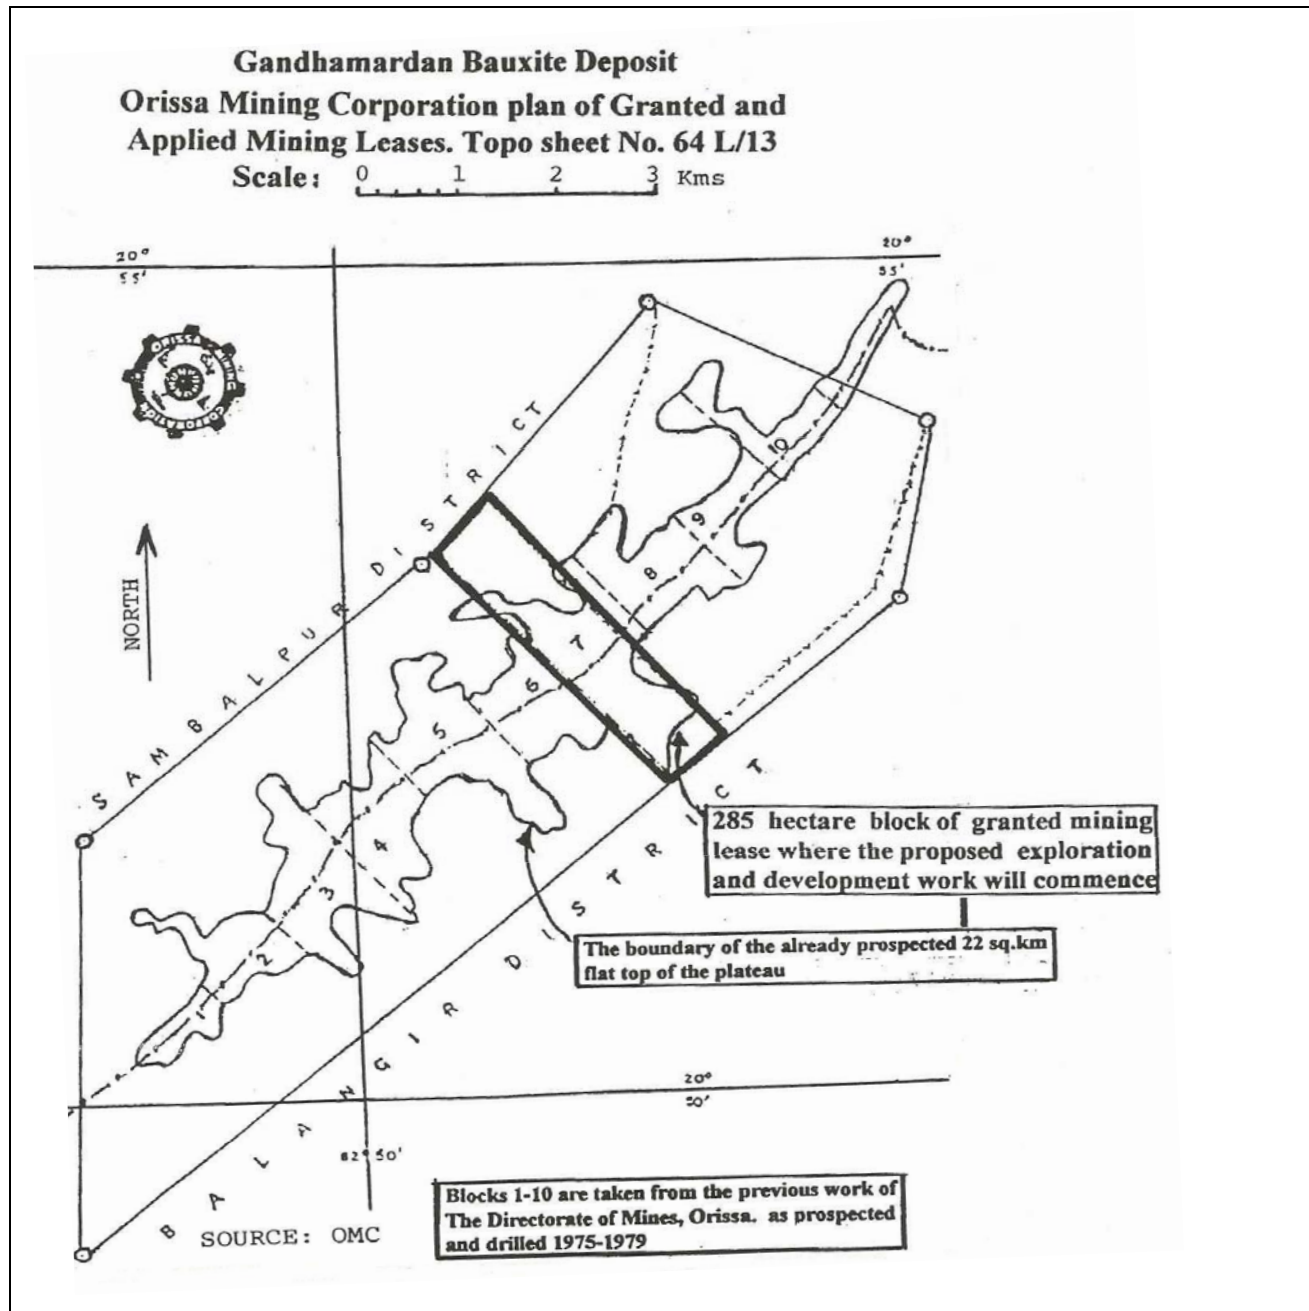 Gandhamardan Bauxite Deposit
Orissa Mining Corporation plan of Granted and
Applied Mining Leases. Topo sheet No. 64 L/13
Scale: 0 1 2 3 Kms
20°
55'
20°
55'
SAMBALPUR DISTRICT
NORTH
10
9
8
7
6
5
4
3
2
1
285 hectare block of granted mining
lease where the proposed exploration
and development work will commence
The boundary of the already prospected 22 sq.km
flat top of the plateau
BALANGIR DISTRICT
20°
50'
82° 50'
Blocks 1-10 are taken from the previous work of
The Directorate of Mines, Orissa. as prospected
and drilled 1975-1979
SOURCE: OMC